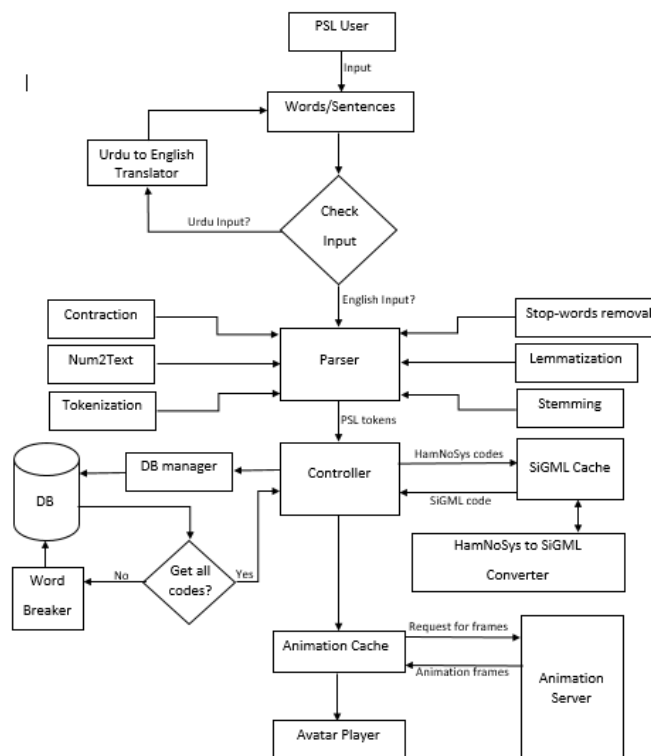 PSL User
Input
Words/Sentences
Urdu to English
Translator
Urdu Input?
Check
Input
English Input?
Contraction
Num2Text
Tokenization
Parser
Stop-words removal
Lemmatization
Stemming
PSL tokens
DB manager
DB
Controller
HamNoSys codes
SiGML code
SiGML Cache
HamNoSys to SiGML
Converter
Get all
codes?
No
Yes
Word
Breaker
Animation Cache
Request for frames
Animation frames
Animation
Server
Avatar Player